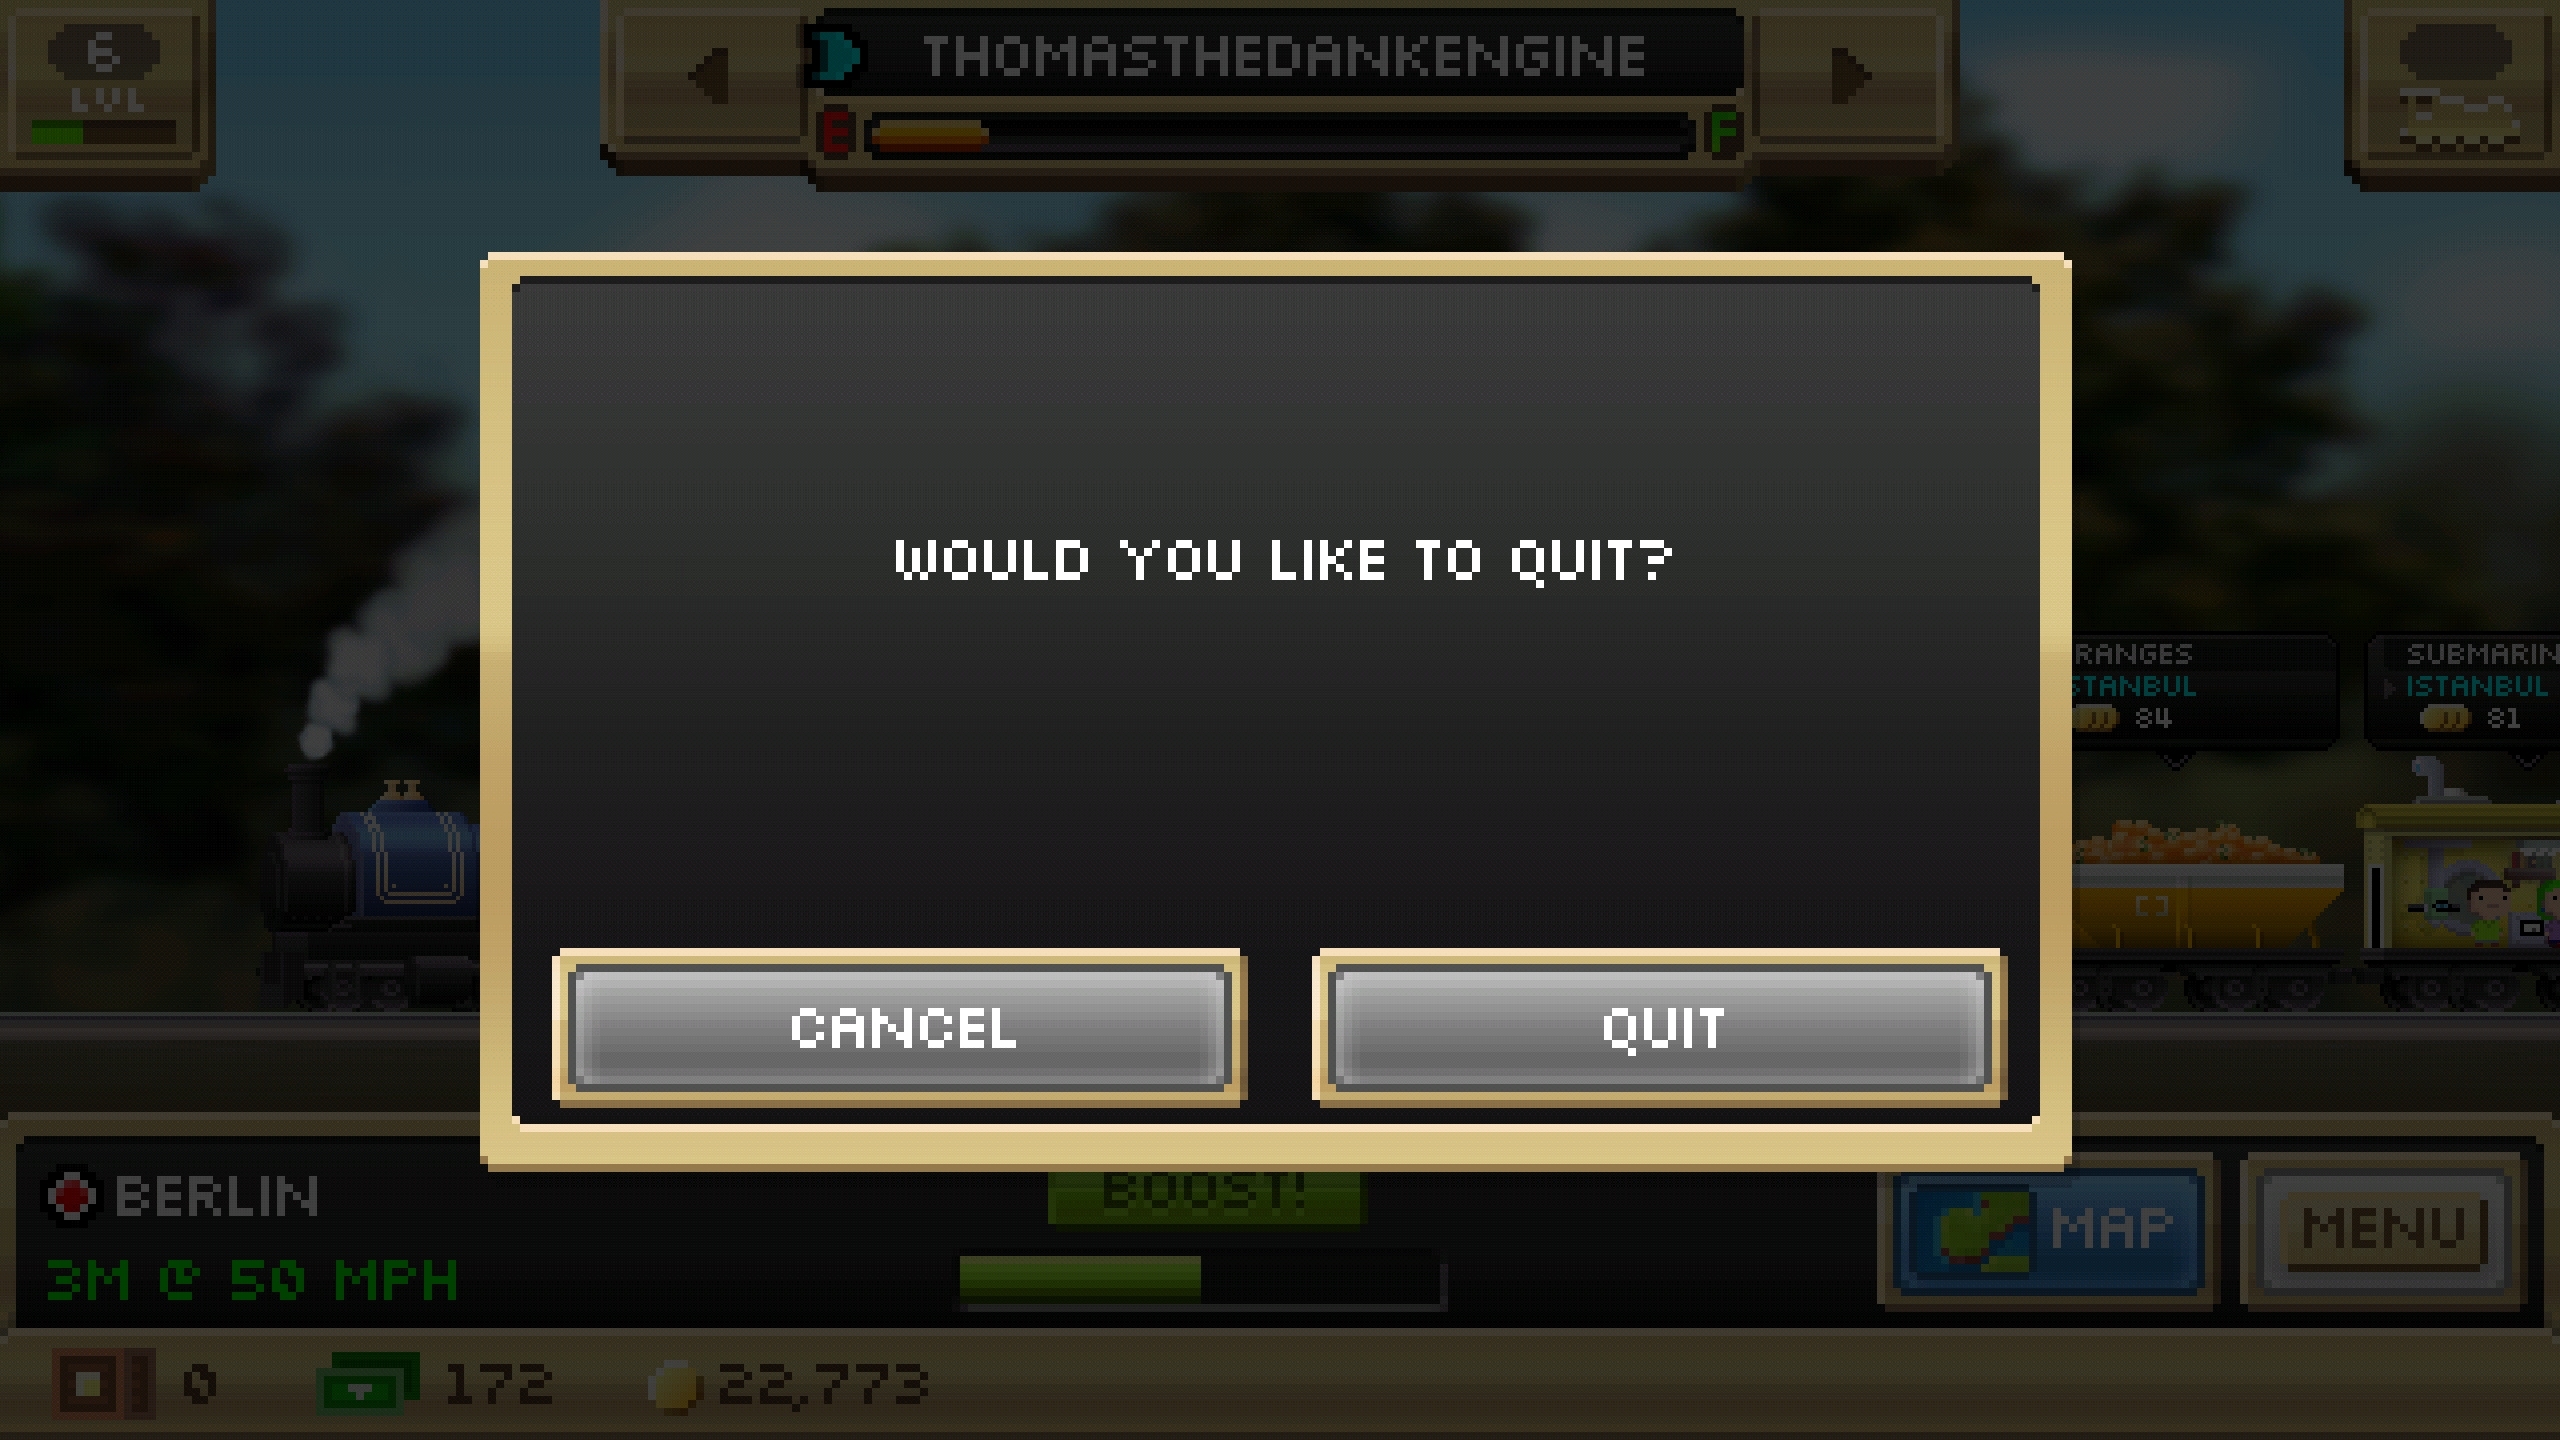 6
LVL
THOMASTHEDANKENGINE
E
F
WOULD YOU LIKE TO QUIT?
RANGES
STANBUL
84
SUBMARIN
ISTANBUL
81
CANCEL
QUIT
BERLIN
3M @ 50 MPH
BOOST!
MAP
MENU
0
172
22,773